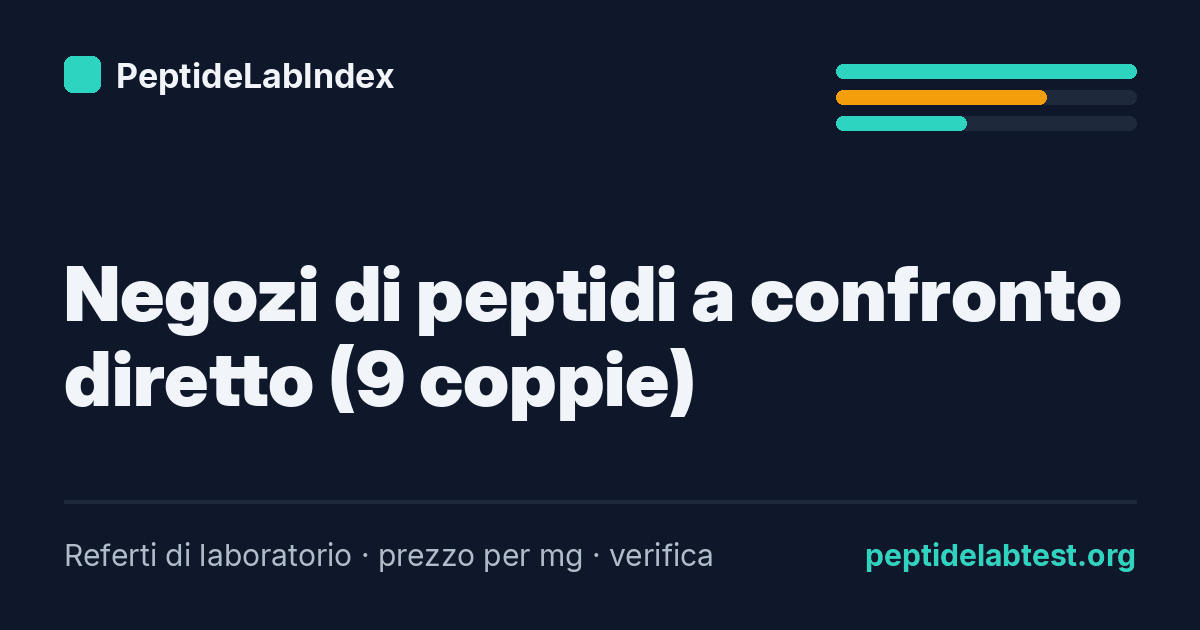 PeptideLabIndex
Negozi di peptidi a confronto
diretto (9 coppie)
Referti di laboratorio · prezzo per mg · verifica
peptidelabtest.org